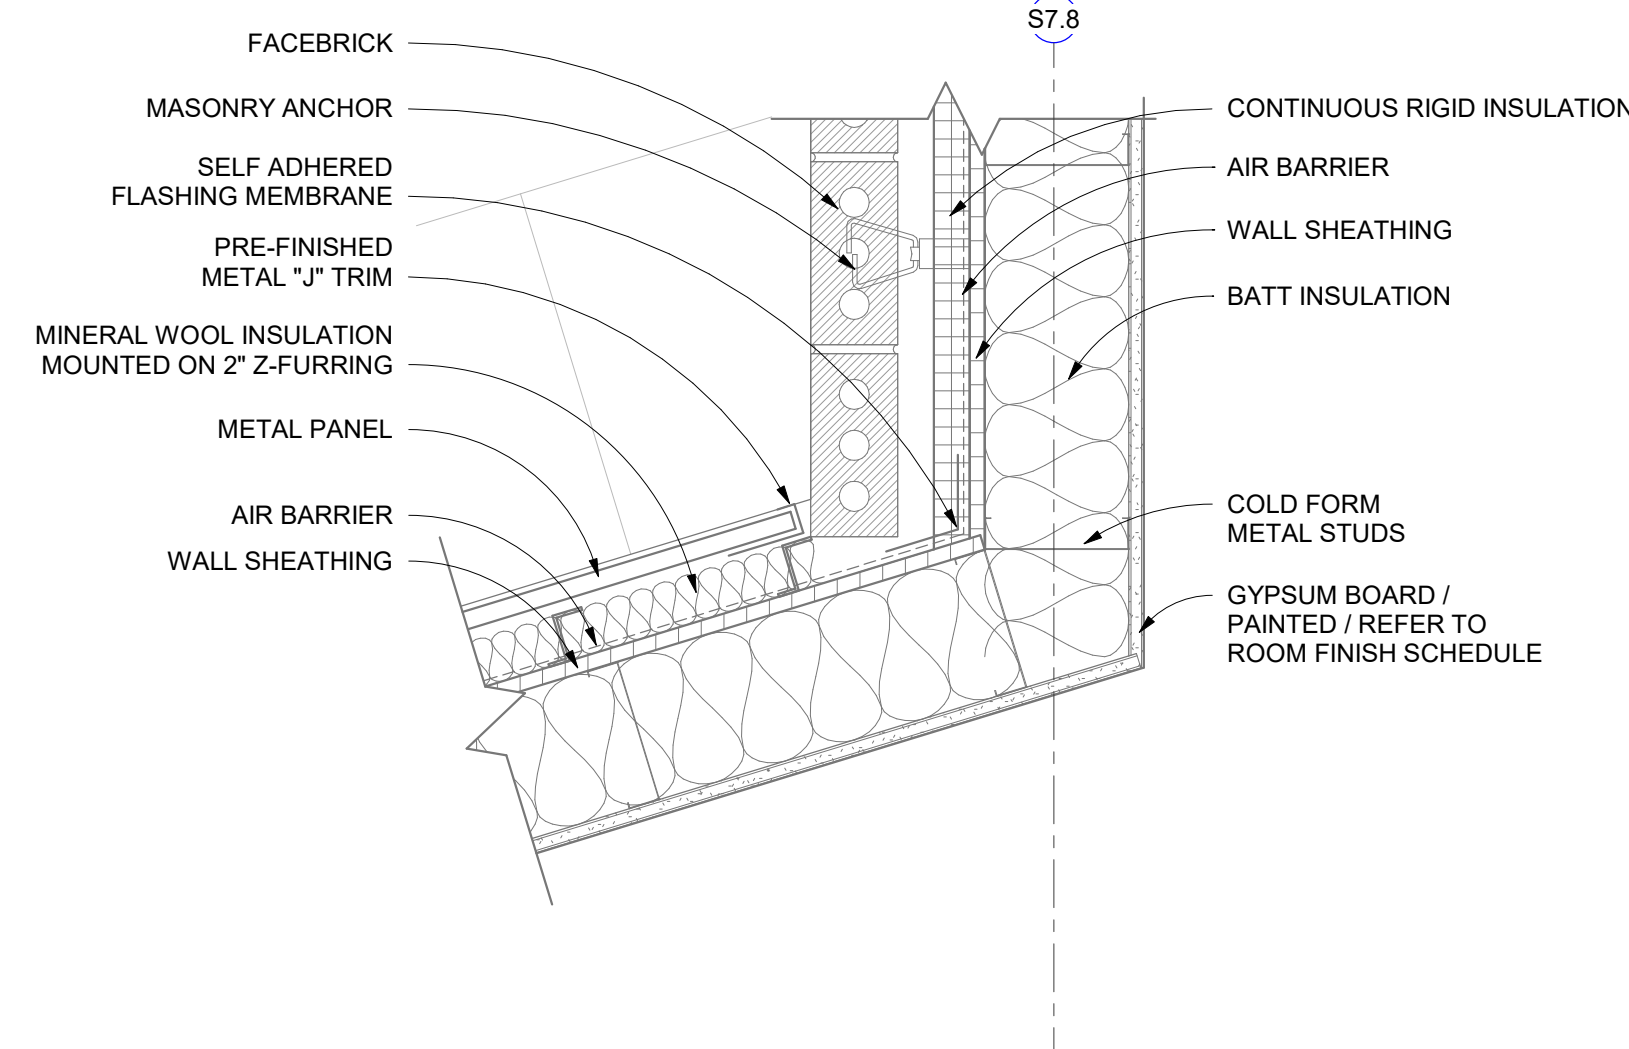 S7.8
FACEBRICK
MASONRY ANCHOR
SELF ADHERED
FLASHING MEMBRANE
PRE-FINISHED
METAL "J" TRIM
MINERAL WOOL INSULATION
MOUNTED ON 2" Z-FURRING
METAL PANEL
AIR BARRIER
WALL SHEATHING
CONTINUOUS RIGID INSULATION
AIR BARRIER
WALL SHEATHING
BATT INSULATION
COLD FORM
METAL STUDS
GYPSUM BOARD /
PAINTED / REFER TO
ROOM FINISH SCHEDULE